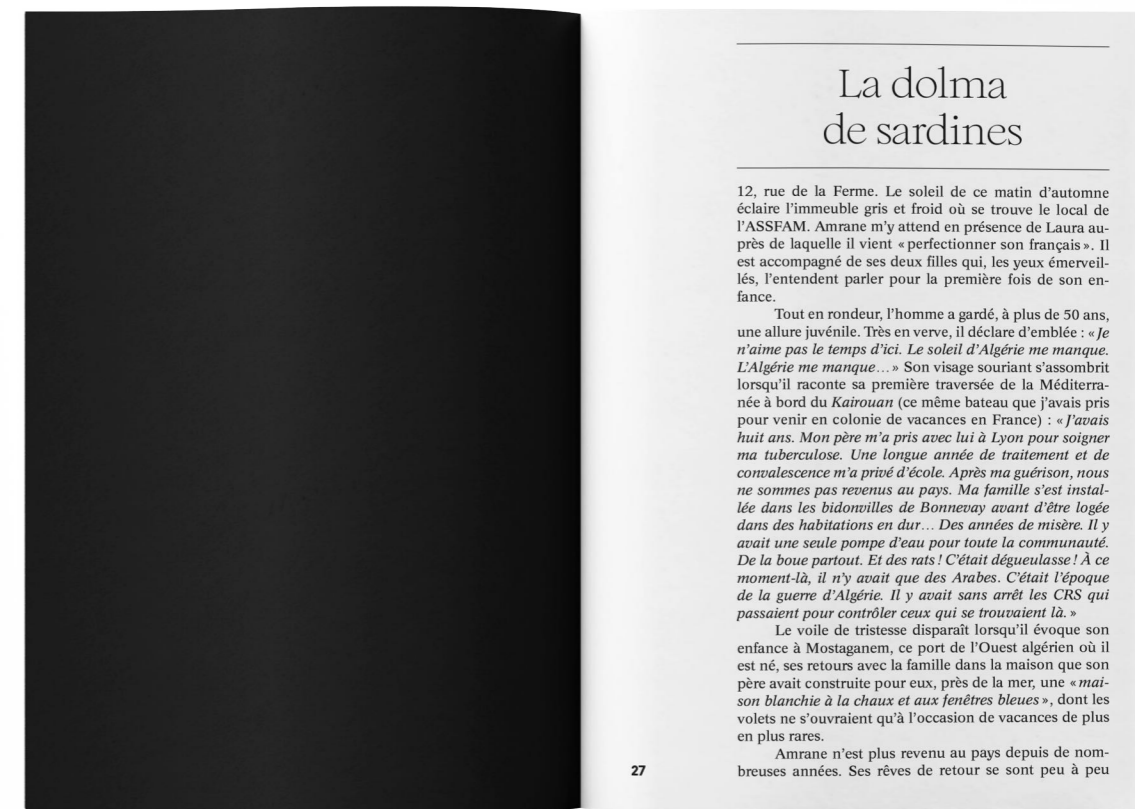 La dolma
de sardines
12, rue de la Ferme. Le soleil de ce matin d’automne
éclaire l’immeuble gris et froid où se trouve le local de
l’ASSFAM. Amrane m’y attend en présence de Laura au-
près de laquelle il vient « perfectionner son français ». Il
est accompagné de ses deux filles qui, les yeux émerveil-
lés, l’entendent parler pour la première fois de son en-
fance.
Tout en rondeur, l’homme a gardé, à plus de 50 ans,
une allure juvénile. Très en verve, il déclare d’emblée : « Je
n’aime pas le temps d’ici. Le soleil d’Algérie me manque.
L’Algérie me manque… » Son visage souriant s’assombrit
lorsqu’il raconte sa première traversée de la Méditerra-
née à bord du Kairouan (ce même bateau que j’avais pris
pour venir en colonie de vacances en France) : « J’avais
huit ans. Mon père m’a pris avec lui à Lyon pour soigner
ma tuberculose. Une longue année de traitement et de
convalescence m’a privé d’école. Après ma guérison, nous
ne sommes pas revenus au pays. Ma famille s’est instal-
lée dans les bidonvilles de Bonnevay avant d’être logée
dans des habitations en dur… Des années de misère. Il y
avait une seule pompe d’eau pour toute la communauté.
De la boue partout. Et des rats ! C’était dégueulasse ! À ce
moment-là, il n’y avait que des Arabes. C’était l’époque
de la guerre d’Algérie. Il y avait sans arrêt les CRS qui
passaient pour contrôler ceux qui se trouvaient là. »
Le voile de tristesse disparaît lorsqu’il évoque son
enfance à Mostaganem, ce port de l’Ouest algérien où il
est né, ses retours avec la famille dans la maison que son
père avait construite pour eux, près de la mer, une « mai-
son blanchie à la chaux et aux fenêtres bleues », dont les
volets ne s’ouvraient qu’à l’occasion de vacances de plus
en plus rares.
Amrane n’est plus revenu au pays depuis de nom-
breuses années. Ses rêves de retour se sont peu à peu
27